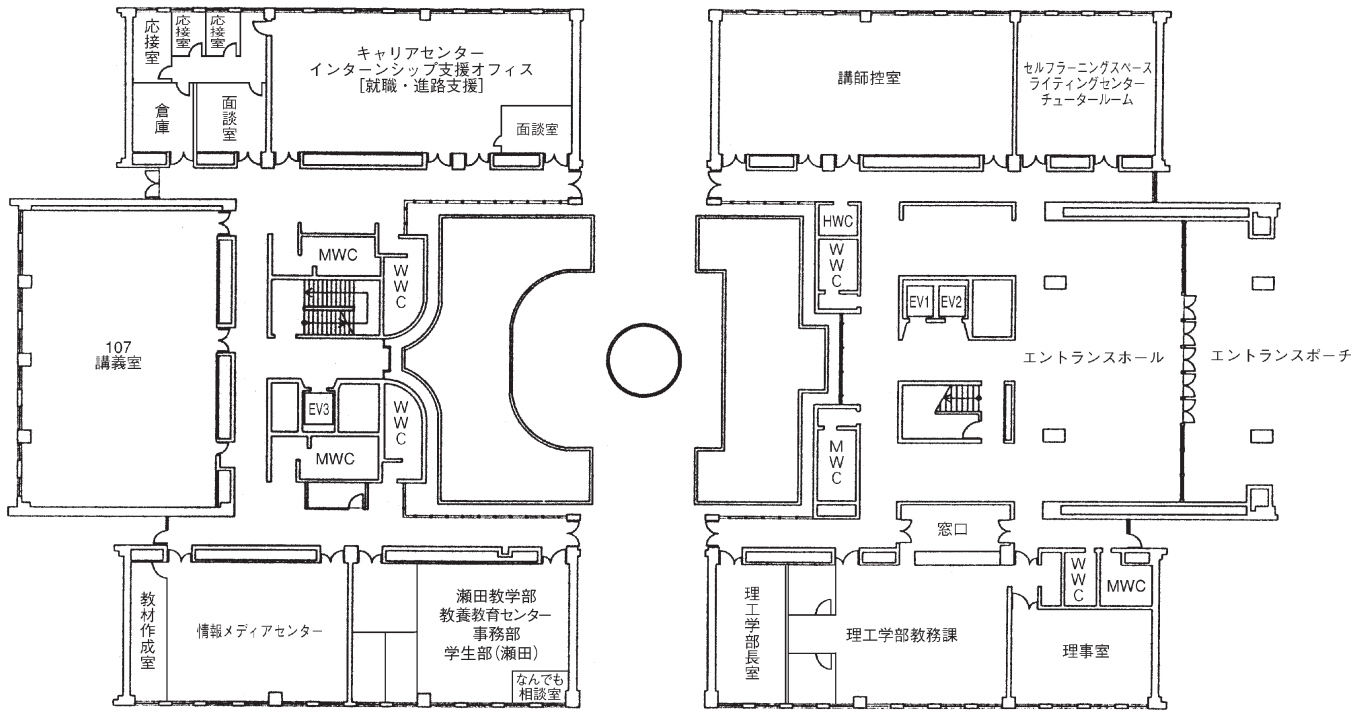 応接室
応接室
応接室
キャリアセンター
インターンシップ支援オフィス
[就職・進路支援]
倉庫
面談室
面談室
講師控室
セルフラーニングスペース
ライティングセンター
チュータールーム
MWC
WWC
HWC
WWC
EV1
EV2
107
講義室
エントランスホール
エントランスポーチ
EV3
WWC
MWC
MWC
窓口
教材作成室
情報メディアセンター
瀬田教学部
教養教育センター
事務部
学生部(瀬田)
なんでも
相談室
理工学部長室
理工学部教務課
WWC
MWC
理事室